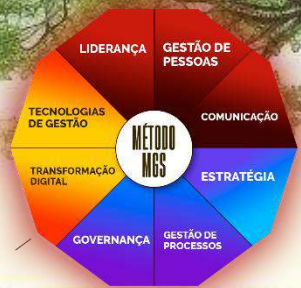 LIDERANÇA
GESTÃO DE
PESSOAS
COMUNICAÇÃO
ESTRATÉGIA
GESTÃO DE
PROCESSOS
GOVERNANÇA
TRANSFORMAÇÃO
DIGITAL
TECNOLOGIAS
DE GESTÃO
MÉTODO
MGS